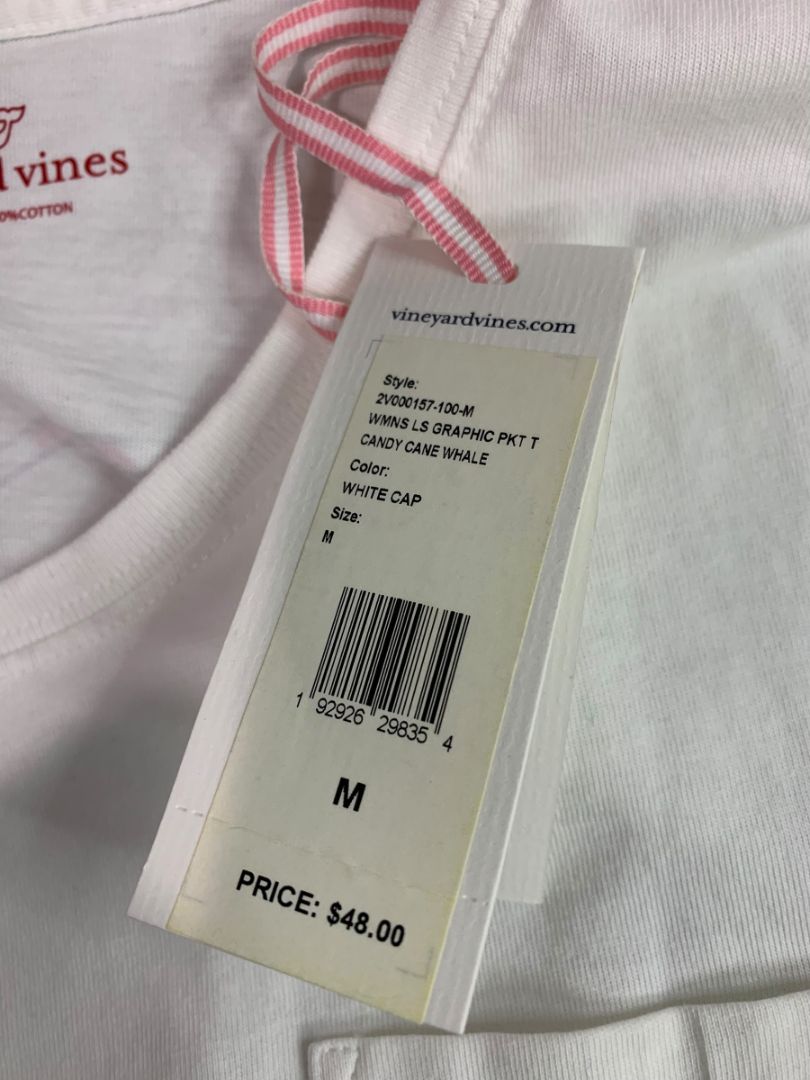 vines
COTTON
vineyardvines.com
Style:
2V000157-100-M
WMNS LS GRAPHIC PKT T
CANDY CANE WHALE
Color:
WHITE CAP
Size:
M
1 92926 29835 4
M
PRICE: $48.00